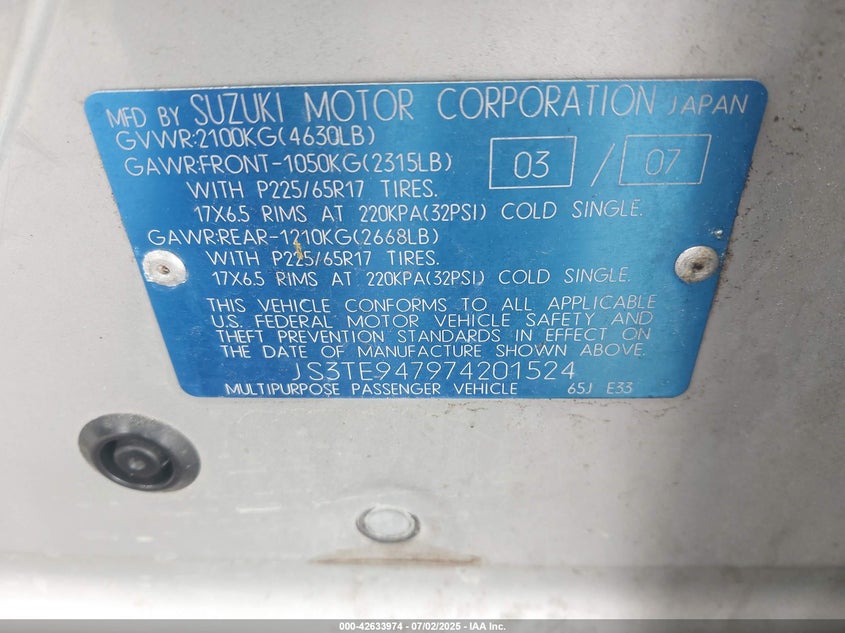 MFD BY SUZUKI MOTOR CORPORATION JAPAN
GVWR:2100KG(4630LB)
GAWR:FRONT-1050KG(2315LB) 03 / 07
WITH P225/65R17 TIRES.
17X6.5 RIMS AT 220KPA(32PSI) COLD SINGLE.
GAWR:REAR-1210KG(2668LB)
WITH P225/65R17 TIRES.
17X6.5 RIMS AT 220KPA(32PSI) COLD SINGLE.
THIS VEHICLE CONFORMS TO ALL APPLICABLE
U.S. FEDERAL MOTOR VEHICLE SAFETY AND
THEFT PREVENTION STANDARDS IN EFFECT ON
THE DATE OF MANUFACTURE SHOWN ABOVE.
JS3TE947974201524
MULTIPURPOSE PASSENGER VEHICLE 65J E33
000-42633974 - 07/02/2025 - IAA Inc.